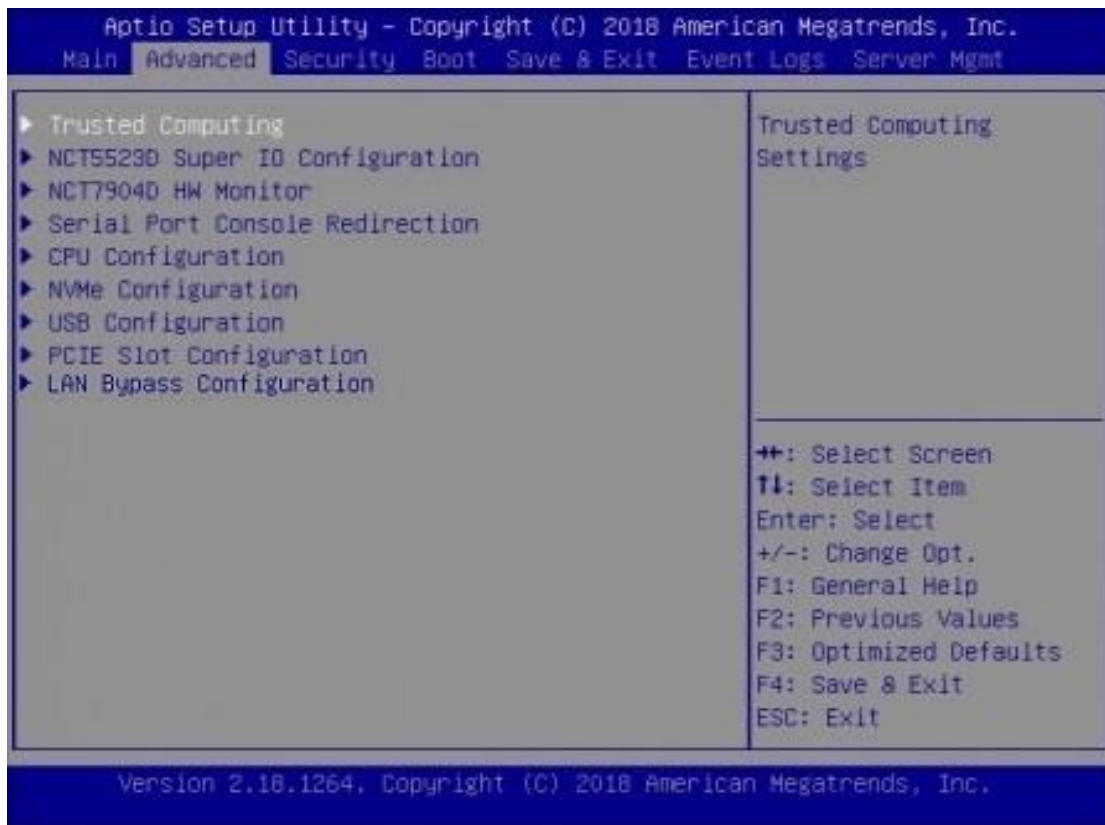 Aptio Setup Utility – Copyright (C) 2018 American Megatrends, Inc.
Main Advanced Security Boot Save & Exit Event Logs Server Mgmt
Trusted Computing
NCT5523D Super IO Configuration
NCT7904D HW Monitor
Serial Port Console Redirection
CPU Configuration
NVMe Configuration
USB Configuration
PCIE Slot Configuration
LAN Bypass Configuration
Trusted Computing
Settings
→←: Select Screen
↑↓: Select Item
Enter: Select
+/-: Change Opt.
F1: General Help
F2: Previous Values
F3: Optimized Defaults
F4: Save & Exit
ESC: Exit
Version 2.18.1264. Copyright (C) 2018 American Megatrends, Inc.